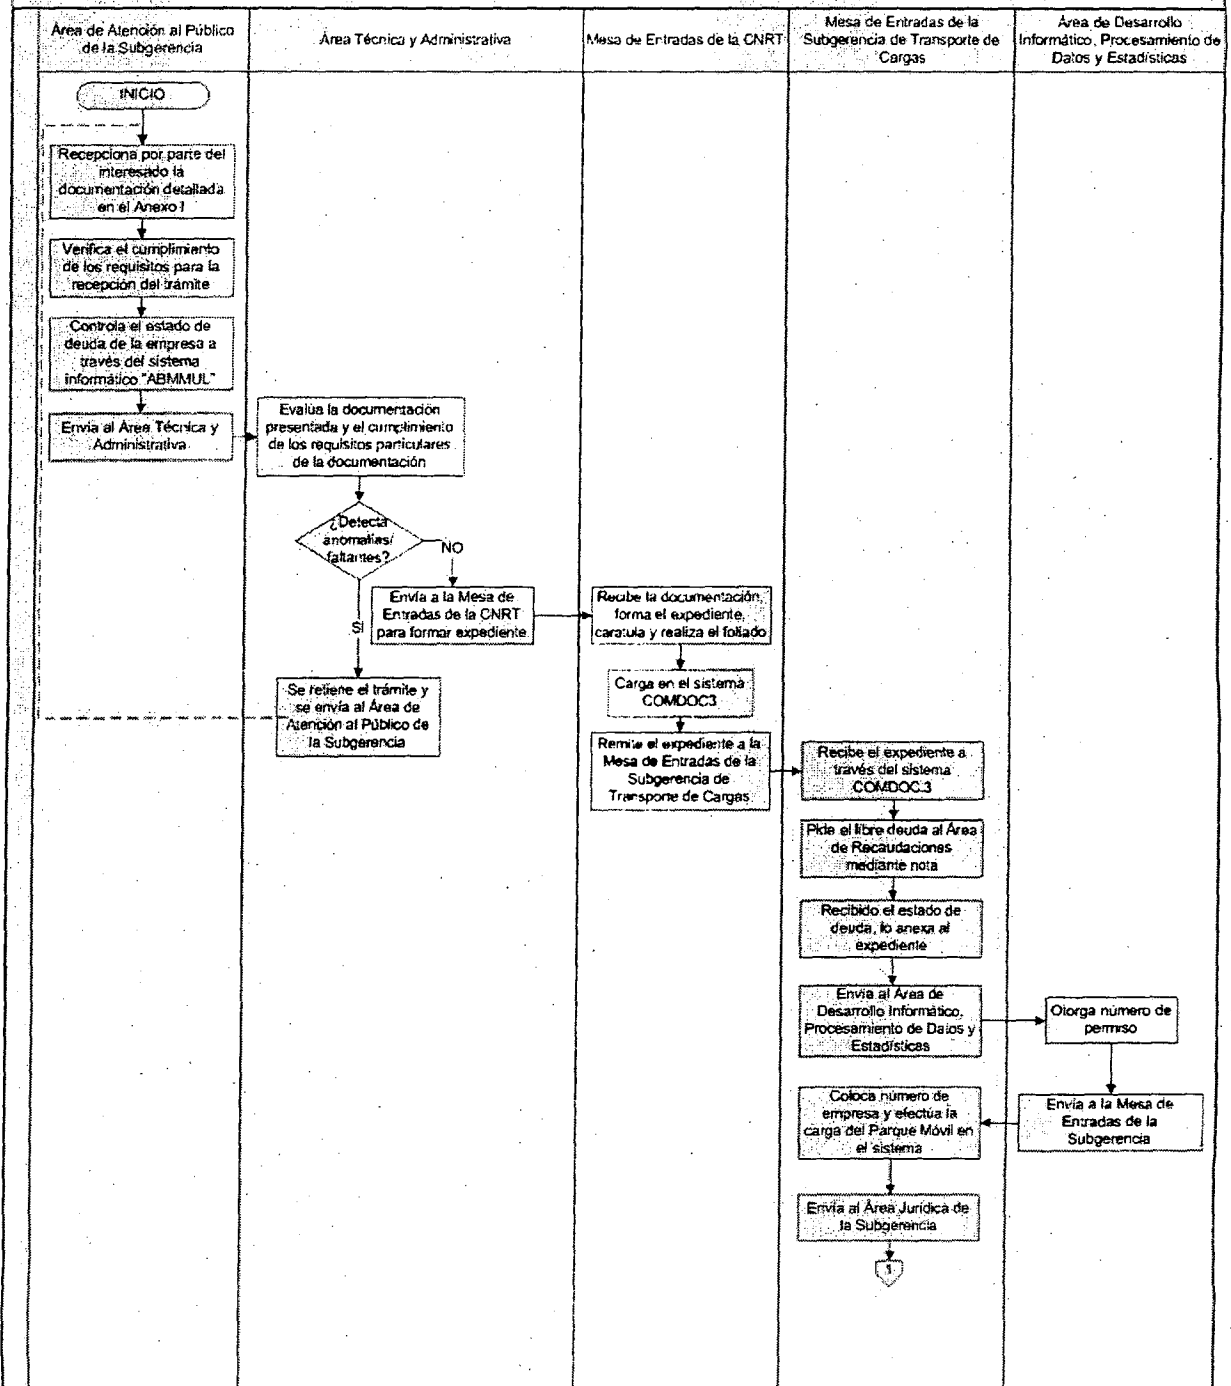 Área de Atención al Público
de la Subgerencia
Área Técnica y Administrativa
Mesa de Entradas de la CNRT
Mesa de Entradas de la
Subgerencia de Transporte de
Cargas
Área de Desarrollo
Informático, Procesamiento de
Datos y Estadísticas
INICIO
Recepciona por parte del
interesado la
documentación detallada
en el Anexo I
Verifica el cumplimiento
de los requisitos para la
recepción del trámite
Controla el estado de
deuda de la empresa a
través del sistema
informático "ABMMUL"
Envía al Área Técnica y
Administrativa
Evalúa la documentación
presentada y el cumplimiento
de los requisitos particulares
de la documentación
¿Detecta
anomalías/
faltantes?
NO
SI
Envía a la Mesa de
Entradas de la CNRT
para formar expediente
Se retiene el trámite y
se envía al Área de
Atención al Público de
la Subgerencia
Recibe la documentación,
forma el expediente,
caratula y realiza el foliado
Carga en el sistema
COMDOC3
Remite el expediente a la
Mesa de Entradas de la
Subgerencia de
Transporte de Cargas
Recibe el expediente a
través del sistema
COMDOC.3
Pide el libre deuda al Área
de Recaudaciones
mediante nota
Recibido el estado de
deuda, lo anexa al
expediente
Envía al Área de
Desarrollo Informático,
Procesamiento de Datos y
Estadísticas
Otorga número de
permiso
Envía a la Mesa de
Entradas de la
Subgerencia
Coloca número de
empresa y efectúa la
carga del Parque Móvil en
el sistema
Envía al Área Jurídica de
la Subgerencia
1